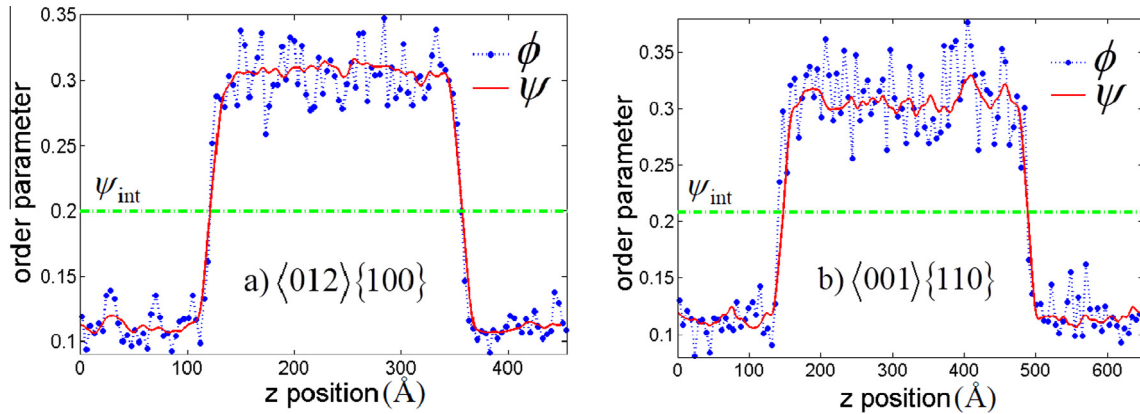 0.35
0.3
0.25
0.2
0.15
0.1
order parameter
ϕ
ψ
ψint
a) ⟨012⟩{100}
0 100 200 300 400
z position (Å)
0.35
0.3
0.25
0.2
0.15
0.1
order parameter
ϕ
ψ
ψint
b) ⟨001⟩{110}
0 100 200 300 400 500 600
z position (Å)